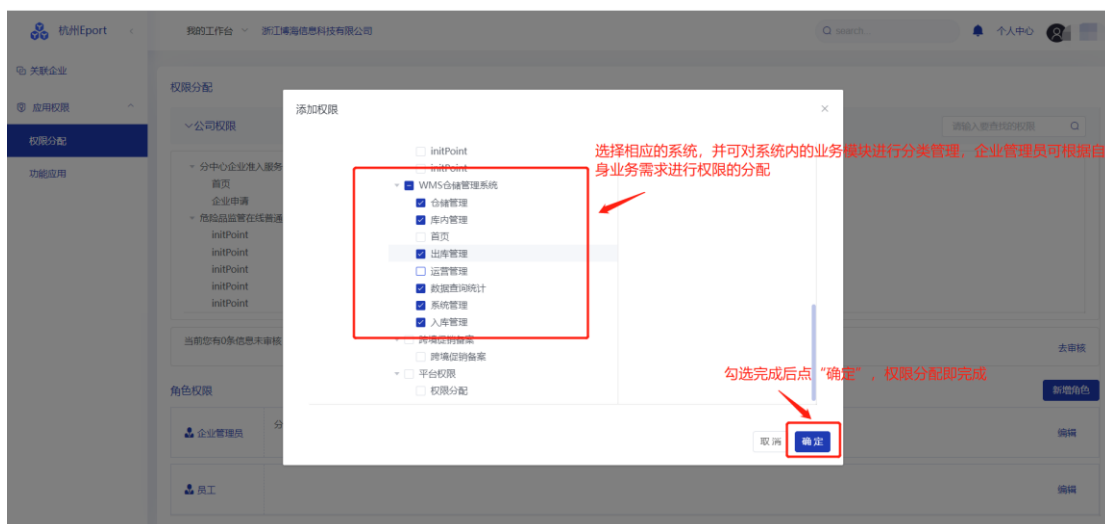 杭州Eport
我的工作台
浙江博海信息科技有限公司
search...
个人中心
关联企业
应用权限
权限分配
功能应用
权限分配
公司权限
请输入要查找的权限
分中心企业准入服务
首页
企业申请
危险品监管在线普通
initPoint
initPoint
initPoint
initPoint
initPoint
当前您有0条信息未审核
去审核
角色权限
新增角色
企业管理员
分
编辑
员工
编辑
添加权限
initPoint
initPoint
WMS仓储管理系统
仓储管理
库内管理
首页
出库管理
运营管理
数据查询统计
系统管理
入库管理
跨境促销备案
跨境促销备案
平台权限
权限分配
取消
确定
选择相应的系统，并可对系统内的业务模块进行分类管理，企业管理员可根据自
身业务需求进行权限的分配
勾选完成后点“确定”，权限分配即完成